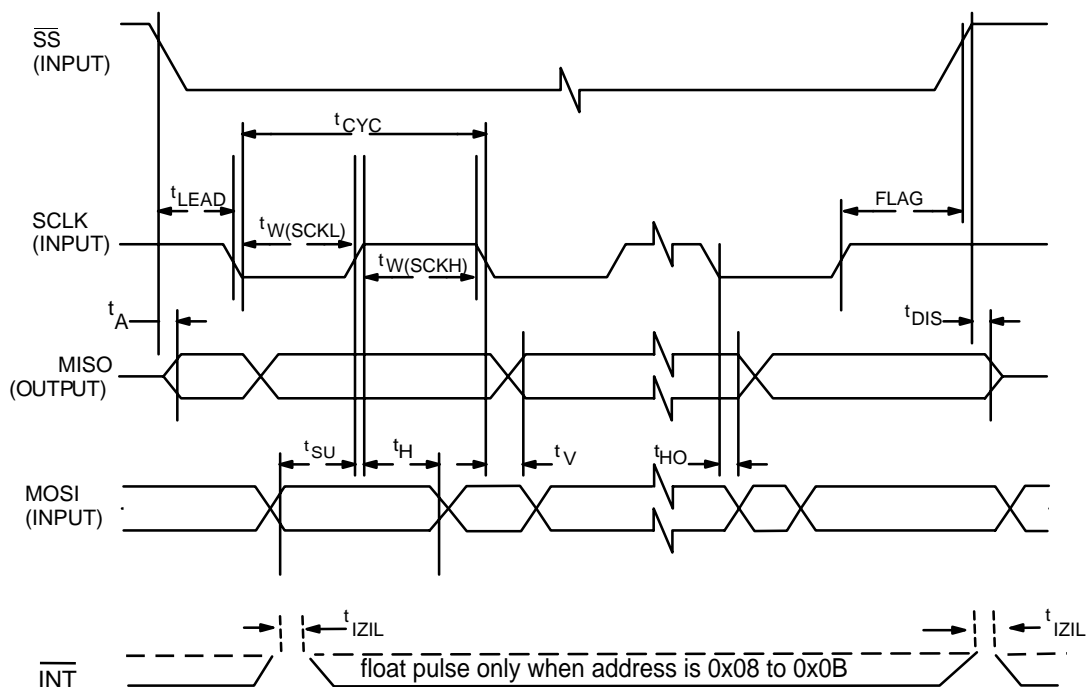 SS
(INPUT)
tCYC
tLEAD
FLAG
SCLK
(INPUT)
tW(SCKL)
tW(SCKH)
tA
tDIS
MISO
(OUTPUT)
tSU
tH
tV
tHO
MOSI
(INPUT)
tIZIL
tIZIL
INT
float pulse only when address is 0x08 to 0x0B